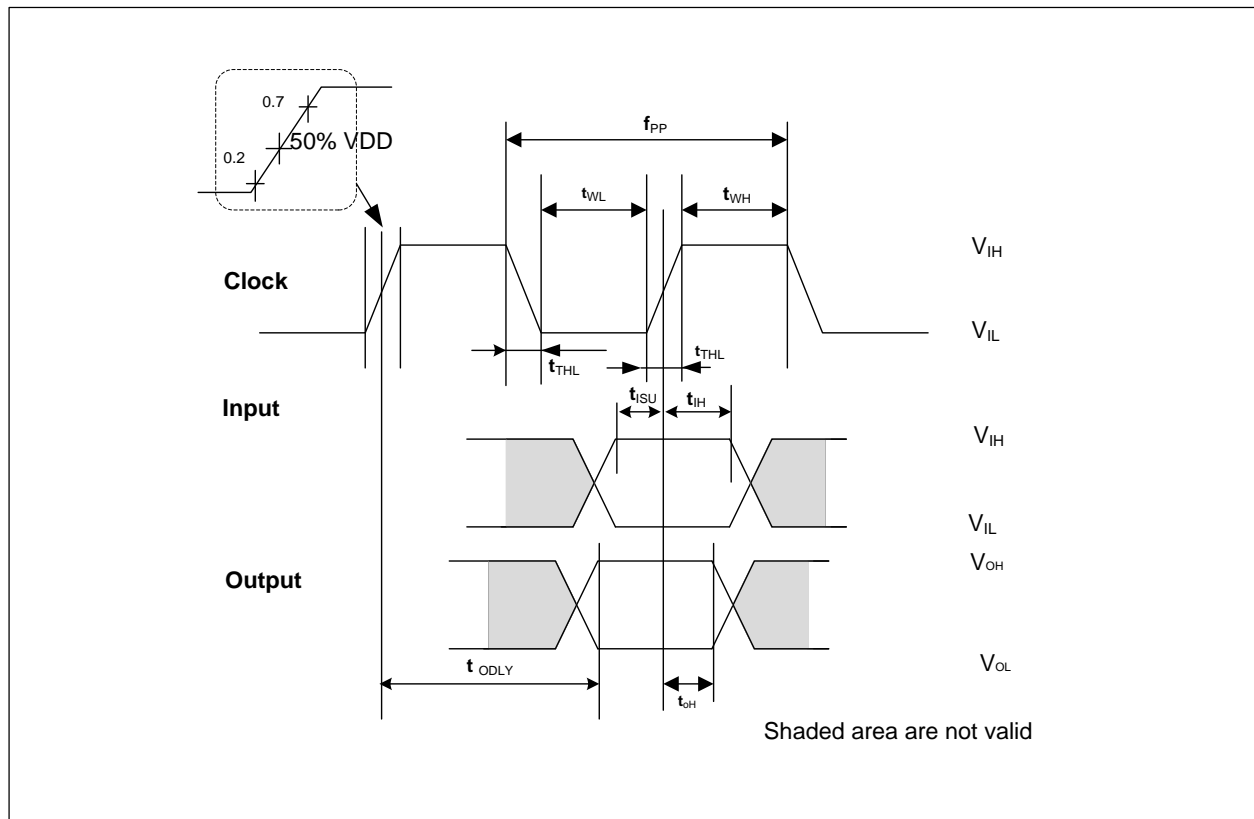 0.7
50% VDD
0.2
fPP
tWL
tWH
VIH
Clock
VIL
tTHL
tTHL
Input
tISU
tIH
VIH
VIL
VOH
Output
t ODLY
VOL
toH
Shaded area are not valid